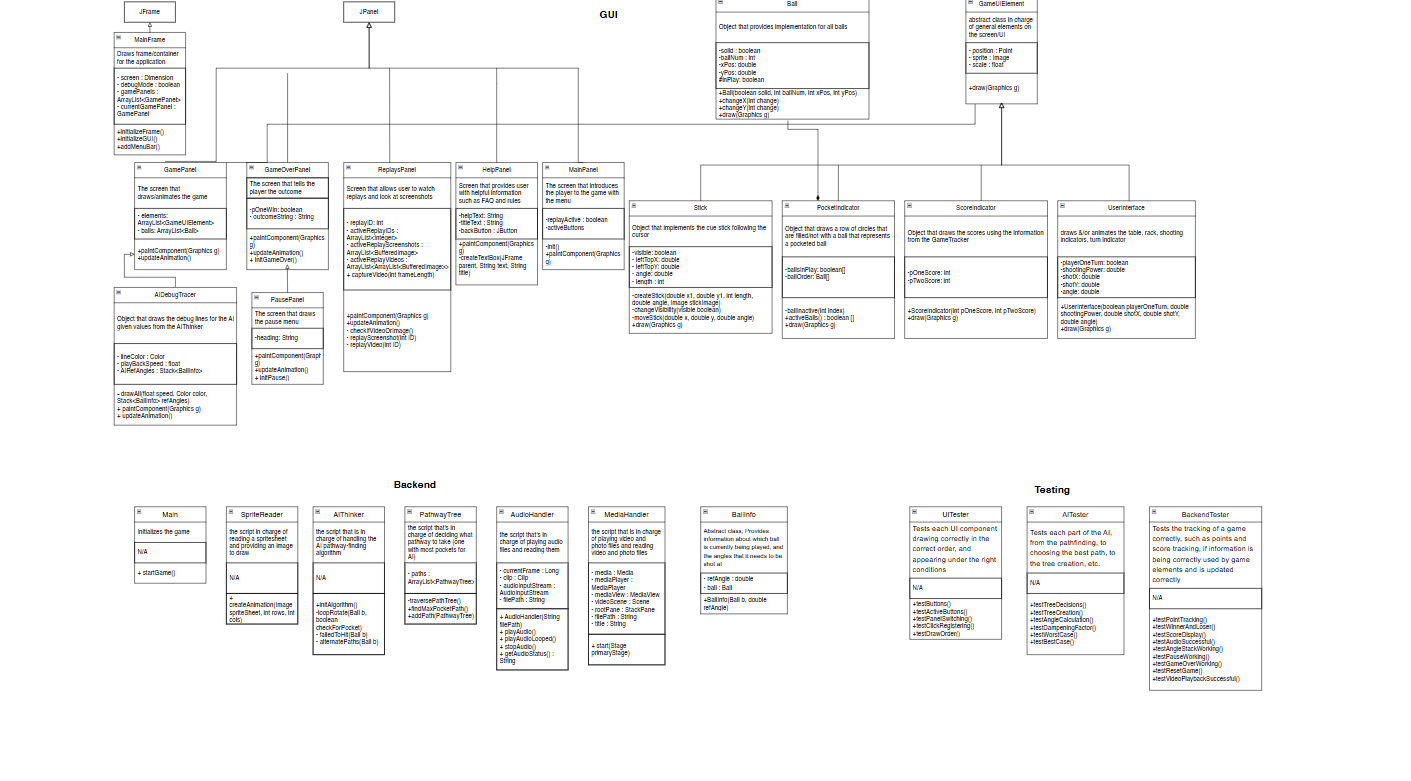 JFrame
JPanel
GUI
Ball
Object that provides implementation for all balls
-solid : boolean
-ballNum : int
-xPos: double
-yPos: double
#inPlay: boolean
+Ball(boolean solid, int ballNum, int xPos, int yPos)
+changeX(int change)
+changeY(int change)
+draw(Graphics g)
GameUIElement
abstract class in charge
of general elements on
the screen/UI
- position : Point
- sprite : Image
- scale : float
+draw(Graphics g)
MainFrame
Draws frame/container
for the application
- screen : Dimension
- debugMode : boolean
- gamePanels :
ArrayList<GamePanel>
- currentGamePanel :
GamePanel
+initializeFrame()
+initializeGUI()
+addMenuBar()
GamePanel
The screen that
draws/animates the game
- elements:
ArrayList<GameUIElement>
- balls: ArrayList<Ball>
+paintComponent(Graphics g)
+updateAnimation()
GameOverPanel
The screen that tells the
player the outcome
-pOneWin: boolean
- outcomeString : String
+paintComponent(Graphics
g)
+updateAnimation()
+ initGameOver()
ReplaysPanel
Screen that allows user to watch
replays and look at screenshots
- replayID: int
- activeReplayIDs :
ArrayList<Integer>
- activeReplayScreenshots :
ArrayList<BufferedImage>
- activeReplayVideos :
ArrayList<ArrayList<BufferedImage>>
+ captureVideo(int frameLength)
+paintComponent(Graphics g)
+updateAnimation()
- checkIfVideoOrImage()
- replayScreenshot(int ID)
- replayVideo(int ID)
HelpPanel
Screen that provides user
with helpful information
such as FAQ and rules
-helpText: String
-titleText : String
-backButton : JButton
+paintComponent(Graphics
g)
-createTextBox(JFrame
parent, String text, String
title)
MainPanel
The screen that introduces
the player to the game with
the menu
-replayActive : boolean
-activeButtons
-init()
+paintComponent(Graphics
g)
Stick
Object that implements the cue stick following the
cursor
-visible: boolean
- leftTopX: double
- leftTopY: double
- angle: double
- length : int
-createStick(double x1, double y1, int length,
double angle, Image stickImage)
-changeVisibility(visible boolean)
-moveStick(double x, double y, double angle)
+draw(Graphics g)
PocketIndicator
Object that draw a row of circles that
are filled/not with a ball that represents
a pocketed ball
-ballsInPlay: boolean[]
-ballOrder: Ball[]
-ballInactive(int index)
+activeBalls() : boolean []
+draw(Graphics g)
ScoreIndicator
Object that draws the scores using the information
from the GameTracker
-pOneScore: int
-pTwoScore: int
+ScoreIndicator(int pOneScore, int pTwoScore)
+draw(Graphics g)
UserInterface
draws &/or animates the table, rack, shooting
indicators, turn indicator
-playerOneTurn: boolean
-shootingPower: double
-shotX: double
-shotY: double
-angle: double
+UserInterface(boolean playerOneTurn, double
shootingPower, double shotX, double shotY,
double angle)
+draw(Graphics g)
AIDebugTracer
Object that draws the debug lines for the AI
given values from the AIThinker
- lineColor : Color
- playBackSpeed : float
- AIRefAngles : Stack<BallInfo>
- drawAll(float speed, Color color,
Stack<BallInfo> refAngles)
+ paintComponent(Graphics g)
+ updateAnimation()
PausePanel
The screen that draws
the pause menu
-heading: String
+paintComponent(Graph
g)
+updateAnimation()
+ initPause()
Backend
Testing
Main
Initializes the game
N/A
+ startGame()
SpriteReader
the script in charge of
reading a spritesheet
and providing an image
to draw
N/A
+
createAnimation(Image
spriteSheet, int rows, int
cols)
AIThinker
the script that is in
charge of handling the
AI path-finding
algorithm
N/A
+initAlgorithm()
-loopRotate(Ball b,
boolean
checkForPocket)
- failedToHit(Ball b)
- alternatePaths(Ball b)
PathwayTree
the script that's in
charge of deciding what
pathway to take (one
with most pockets for
AI)
- paths :
ArrayList<PathwayTree>
-traversePathTree()
+findMaxPocketPath()
+addPath(PathwayTree)
AudioHandler
the script that's in
charge of playing audio
files and reading them
- currentFrame : Long
- clip : Clip
- audioInputStream :
AudioInputStream
- filePath : String
+ AudioHandler(String
filePath)
+ playAudio()
+ playAudioLooped()
+ stopAudio()
+ getAudioStatus() :
String
MediaHandler
the script that is in charge
of playing video and
photo files and reading
video and photo files
- media : Media
- mediaPlayer :
MediaPlayer
- mediaView : MediaView
- videoScene : Scene
- rootPane : StackPane
- filePath : String
- title : String
+ start(Stage
primaryStage)
BallInfo
Abstract class; Provides
information about which ball
is currently being played, and
the angles that it needs to be
shot at
- refAngle : double
- ball : Ball
+BallInfo(Ball b, double
refAngle)
UITester
Tests each UI component
drawing correctly in the
correct order, and
appearing under the right
conditions
N/A
+testButtons()
+testActiveButtons()
+testPanelSwitching()
+testClickRegistering()
+testDrawOrder()
AITester
Tests each part of the AI,
from the pathfinding, to
choosing the best path, to
the tree creation, etc.
N/A
+testTreeDecisions()
+testTreeCreation()
+testAngleCalculation()
+testDampeningFactor()
+testWorstCase()
+testBestCase()
BackendTester
Tests the tracking of a game
correctly, such as points and
score tracking, if information is
being correctly used by game
elements and is updated
correctly
N/A
+testPointTracking()
+testWinnerAndLoser()
+testScoreDisplay()
+testAudioSuccessful()
+testAngleStackWorking()
+testPauseWorking()
+testGameOverWorking()
+testResetGame()
+testVideoPlaybackSuccessful()